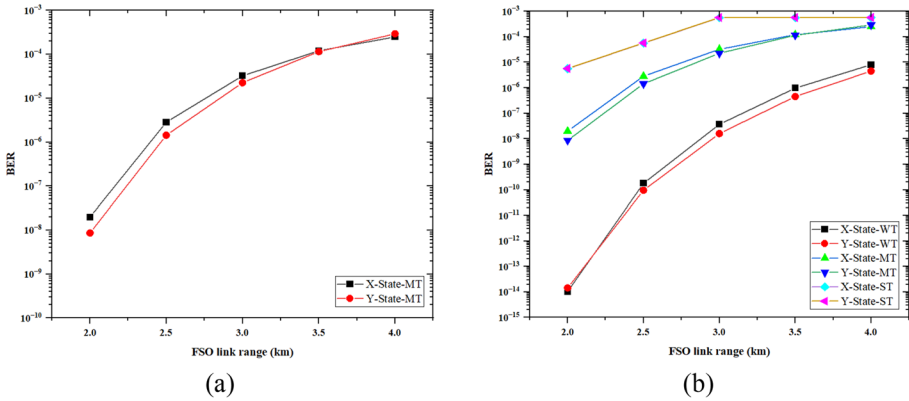 10⁻³
10⁻⁴
10⁻⁵
10⁻⁶
10⁻⁷
10⁻⁸
10⁻⁹
10⁻¹⁰
BER
2.0 2.5 3.0 3.5 4.0
FSO link range (km)
X-State-MT
Y-State-MT
(a)
10⁻³
10⁻⁴
10⁻⁵
10⁻⁶
10⁻⁷
10⁻⁸
10⁻⁹
10⁻¹⁰
10⁻¹¹
10⁻¹²
10⁻¹³
10⁻¹⁴
10⁻¹⁵
BER
2.0 2.5 3.0 3.5 4.0
FSO link range (km)
X-State-WT
Y-State-WT
X-State-MT
Y-State-MT
X-State-ST
Y-State-ST
(b)